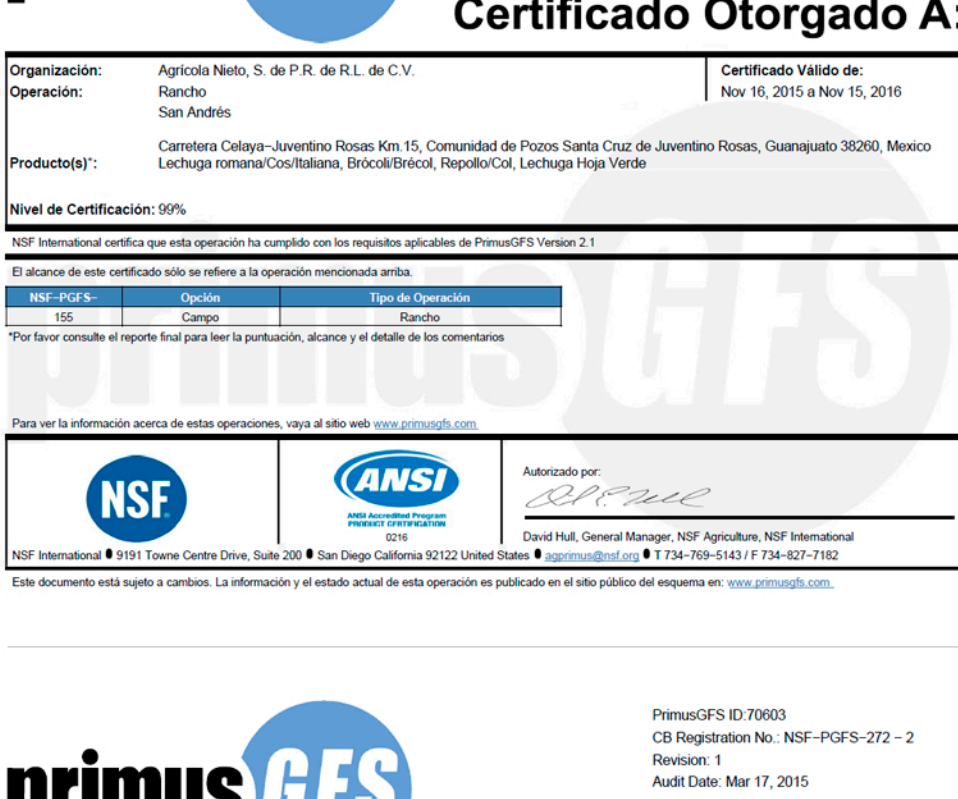 Certificado Otorgado A:
Organización: Agrícola Nieto, S. de P.R. de R.L. de C.V.
Certificado Válido de:
Operación: Rancho
Nov 16, 2015 a Nov 15, 2016
San Andrés
Carretera Celaya-Juventino Rosas Km.15, Comunidad de Pozos Santa Cruz de Juventino Rosas, Guanajuato 38260, Mexico
Producto(s)*: Lechuga romana/Cos/Italiana, Brócoli/Brécol, Repollo/Col, Lechuga Hoja Verde
Nivel de Certificación: 99%
NSF International certifica que esta operación ha cumplido con los requisitos aplicables de PrimusGFS Version 2.1
El alcance de este certificado sólo se refiere a la operación mencionada arriba.
NSF-PGFS- Opción Tipo de Operación
155 Campo Rancho
*Por favor consulte el reporte final para leer la puntuación, alcance y el detalle de los comentarios
primusGFS
Para ver la información acerca de estas operaciones, vaya al sitio web www.primusgfs.com
NSF
ANSI
ANSI Accredited Program
PRODUCT CERTIFICATION
0216
Autorizado por:
David Hull, General Manager, NSF Agriculture, NSF International
NSF International ● 9191 Towne Centre Drive, Suite 200 ● San Diego California 92122 United States ● agprimus@nsf.org ● T 734-769-5143 / F 734-827-7182
Este documento está sujeto a cambios. La información y el estado actual de esta operación es publicado en el sitio público del esquema en: www.primusgfs.com
PrimusGFS ID:70603
CB Registration No.: NSF-PGFS-272 - 2
Revision: 1
Audit Date: Mar 17, 2015
primusGFS